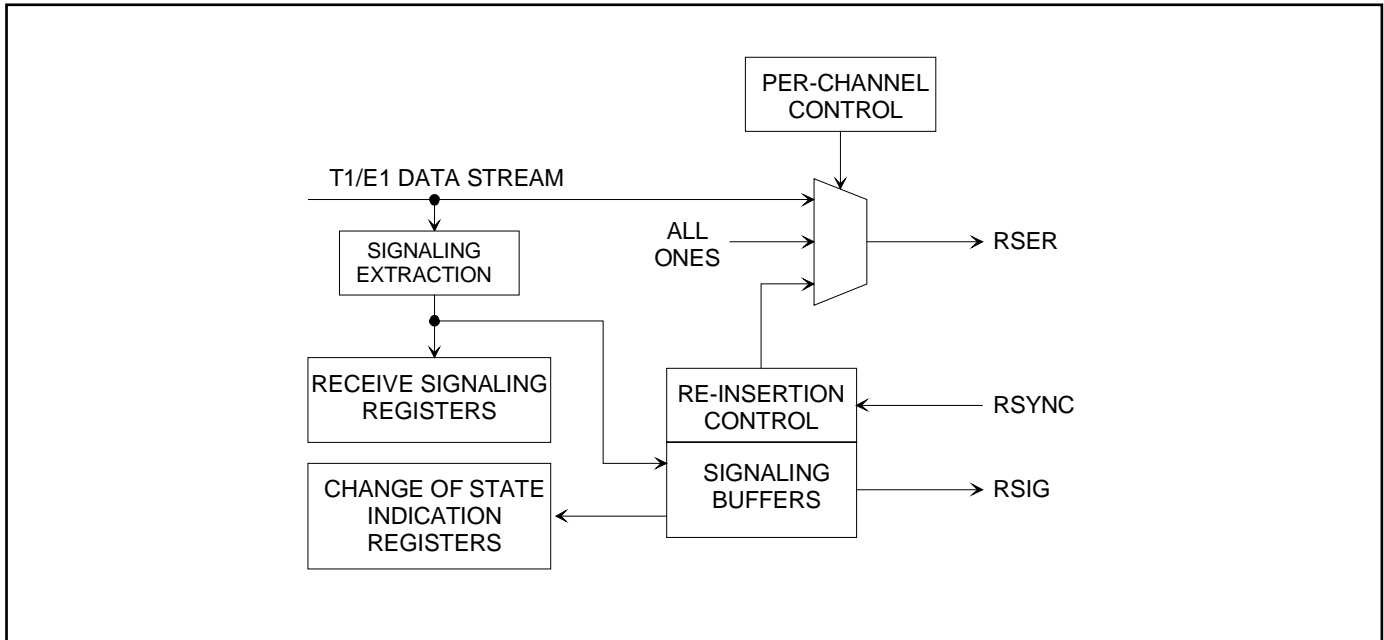 PER-CHANNEL
CONTROL
T1/E1 DATA STREAM
ALL
ONES
RSER
SIGNALING
EXTRACTION
RECEIVE SIGNALING
REGISTERS
RE-INSERTION
CONTROL
RSYNC
SIGNALING
BUFFERS
RSIG
CHANGE OF STATE
INDICATION
REGISTERS